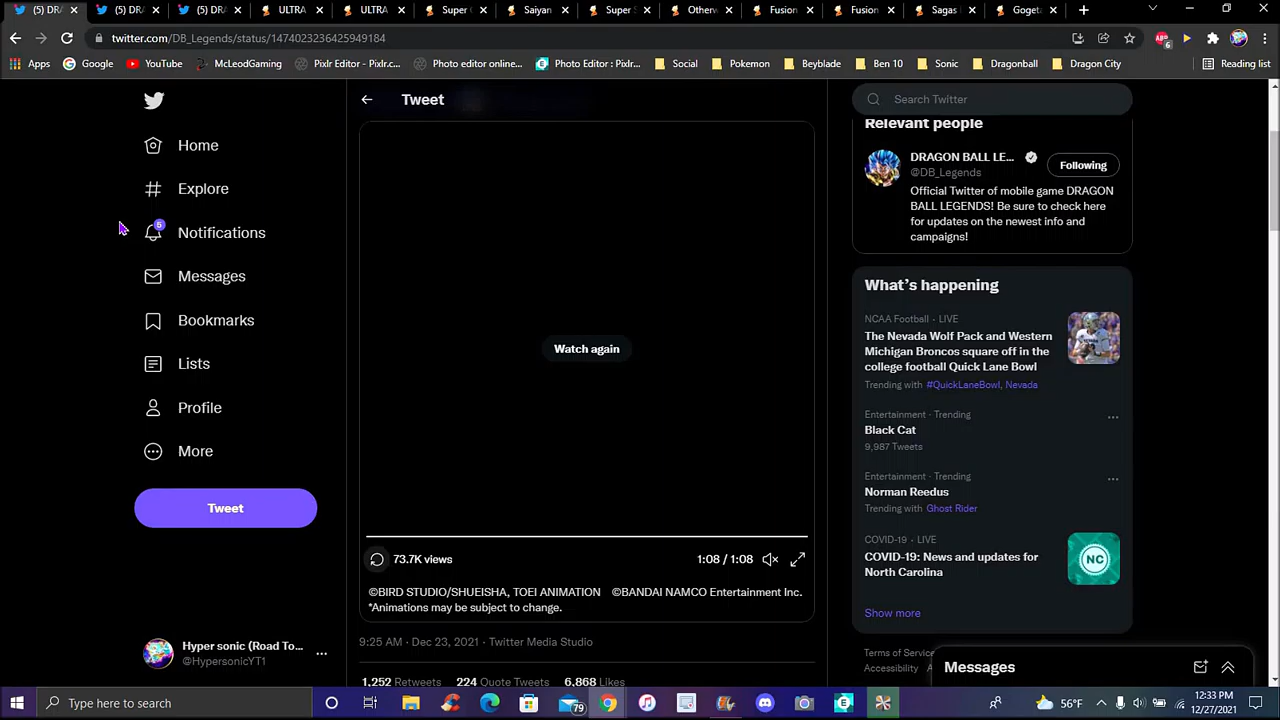 (5) DRA
(5) DRA
(5) DRA
ULTRA
ULTRA
Super
Saiyan
Super S
Otherw
Fusion
Fusion
Sagas
Goget
twitter.com/DB_Legends/status/1474023236425949184
ABP
6
Apps
Google
YouTube
McLeodGaming
Pixlr Editor - Pixlr.c...
Photo editor online...
Photo Editor : Pixlr...
Social
Pokemon
Beyblade
Ben 10
Sonic
Dragonball
Dragon City
Reading list
Home
Explore
5
Notifications
Messages
Bookmarks
Lists
Profile
More
Tweet
Hyper sonic (Road To...
@HypersonicYT1
Tweet
Watch again
73.7K views
1:08 / 1:08
©BIRD STUDIO/SHUEISHA, TOEI ANIMATION ©BANDAI NAMCO Entertainment Inc.
*Animations may be subject to change.
9:25 AM · Dec 23, 2021 · Twitter Media Studio
1,252 Retweets 224 Quote Tweets 6,868 Likes
Search Twitter
Relevant people
DRAGON BALL LE...
@DB_Legends
Following
Official Twitter of mobile game DRAGON
BALL LEGENDS! Be sure to check here
for updates on the newest info and
campaigns!
What's happening
NCAA Football · LIVE
The Nevada Wolf Pack and Western
Michigan Broncos square off in the
college football Quick Lane Bowl
Trending with #QuickLaneBowl, Nevada
Entertainment · Trending
Black Cat
9,987 Tweets
Entertainment · Trending
Norman Reedus
Trending with Ghost Rider
COVID-19 · LIVE
COVID-19: News and updates for
North Carolina
NC
Show more
Terms of Service
Accessibility
Messages
Type here to search
79
56°F
12:33 PM
12/27/2021